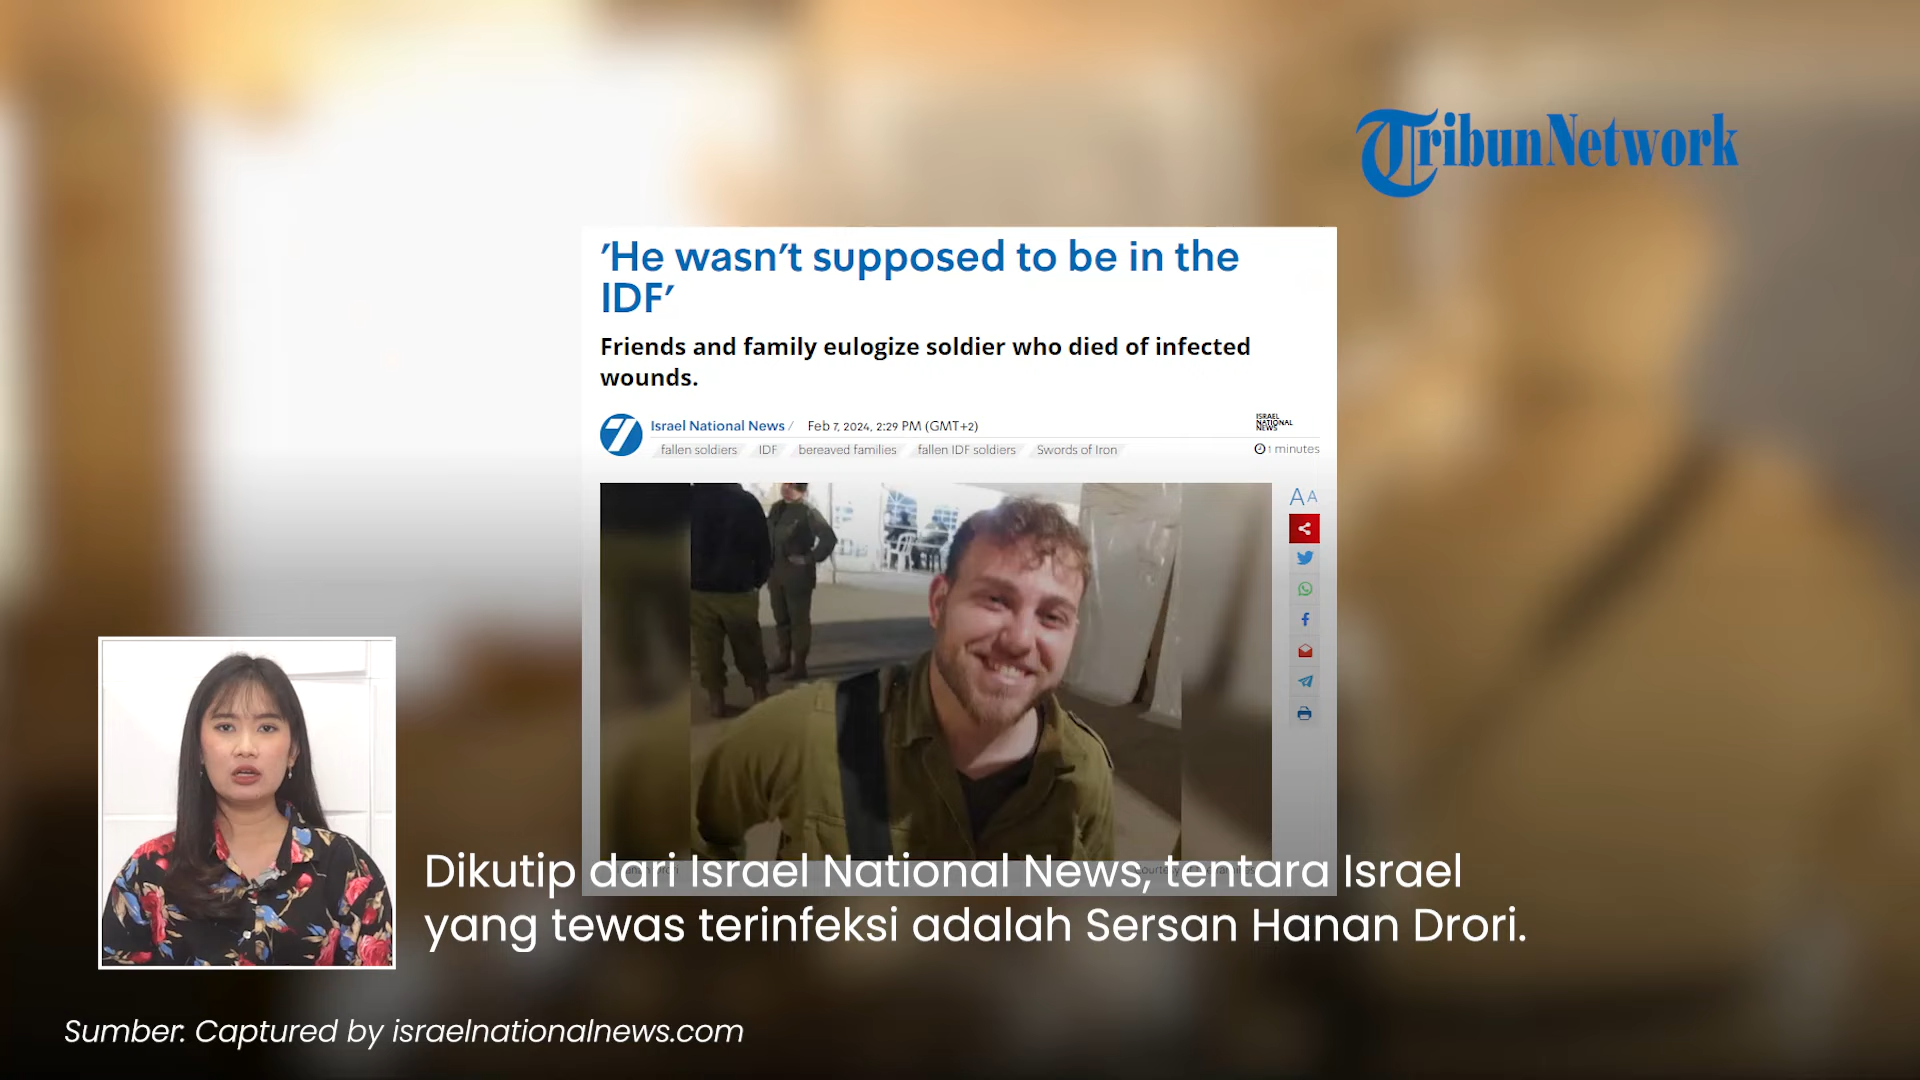 TribunNetwork
'He wasn't supposed to be in the
IDF'
Friends and family eulogize soldier who died of infected
wounds.
Israel National News / Feb 7, 2024, 2:29 PM (GMT+2)
ISRAEL
NATIONAL
NEWS
fallen soldiers IDF bereaved families fallen IDF soldiers Swords of Iron
1 minutes
AA
Dikutip dari Israel National News, tentara Israel
yang tewas terinfeksi adalah Sersan Hanan Drori.
Sumber: Captured by israelnationalnews.com